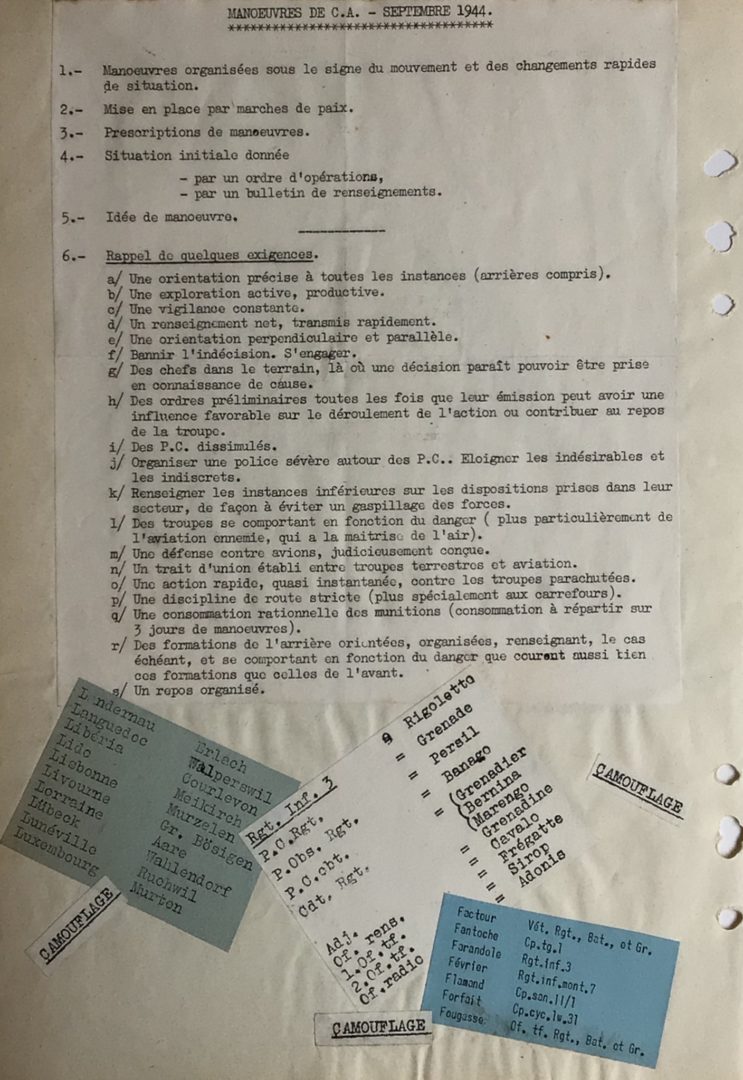 MANOEUVRES DE C.A. - SEPTEMBRE 1944.
************************************
1.- Manoeuvres organisées sous le signe du mouvement et des changements rapides
de situation.
2.- Mise en place par marches de paix.
3.- Prescriptions de manoeuvres.
4.- Situation initiale donnée
- par un ordre d'opérations,
- par un bulletin de renseignements.
5.- Idée de manoeuvre.
6.- Rappel de quelques exigences.
a/ Une orientation précise à toutes les instances (arrières compris).
b/ Une exploration active, productive.
c/ Une vigilance constante.
d/ Un renseignement net, transmis rapidement.
e/ Une orientation perpendiculaire et parallèle.
f/ Bannir l'indécision. S'engager.
g/ Des chefs dans le terrain, là où une décision paraît pouvoir être prise
en connaissance de cause.
h/ Des ordres préliminaires toutes les fois que leur émission peut avoir une
influence favorable sur le déroulement de l'action ou contribuer au repos
de la troupe.
i/ Des P.C. dissimulés.
j/ Organiser une police sévère autour des P.C.. Eloigner les indésirables et
les indiscrets.
k/ Renseigner les instances inférieures sur les dispositions prises dans leur
secteur, de façon à éviter un gaspillage des forces.
l/ Des troupes se comportant en fonction du danger ( plus particulièrement de
l'aviation ennemie, qui a la maitrise de l'air).
m/ Une défense contre avions, judicieusement conçue.
n/ Un trait d'union établi entre troupes terrestres et aviation.
o/ Une action rapide, quasi instantanée, contre les troupes parachutées.
p/ Une discipline de route stricte (plus spécialement aux carrefours).
q/ Une consommation rationnelle des munitions (consommation à répartir sur
3 jours de manoeuvres).
r/ Des formations de l'arrière orientées, organisées, renseignant, le cas
échéant, et se comportant en fonction du danger que courent aussi bien
ces formations que celles de l'avant.
s/ Un repos organisé.
Landernau Erlach
Languedoc Walperswil
Libéria Courlevon
Lido Meikirch
Lisbonne Murzelen
Livourne Gr. Bösigen
Lorraine Aare
Lübeck Wahlendorf
Lunéville Ruchwil
Luxembourg Murten
CAMOUFLAGE
Rgt. Inf. 3 = Rigoletto
P.C.Rgt. = Grenade
P.Obs. Rgt. = Persil
P.C.cbt. = Banago
Cdt. Rgt. = (Grenadier
(Bernina
(Marengo
Adj. = Grenadine
Of. rens. = Cavalo
1.Of.tf. = Frégatte
2.Of.tf. = Sirop
Of.radio = Adonis
CAMOUFLAGE
Facteur Vét. Rgt., Bat., et Gr.
Fantoche Cp.tg.1
Farandole Rgt.inf.3
Février Rgt.inf.mont.7
Flamand Cp.san.11/1
Forfait Cp.cyc.lw.31
Fougasse Of. tf. Rgt., Bat. et Gr.
CAMOUFLAGE